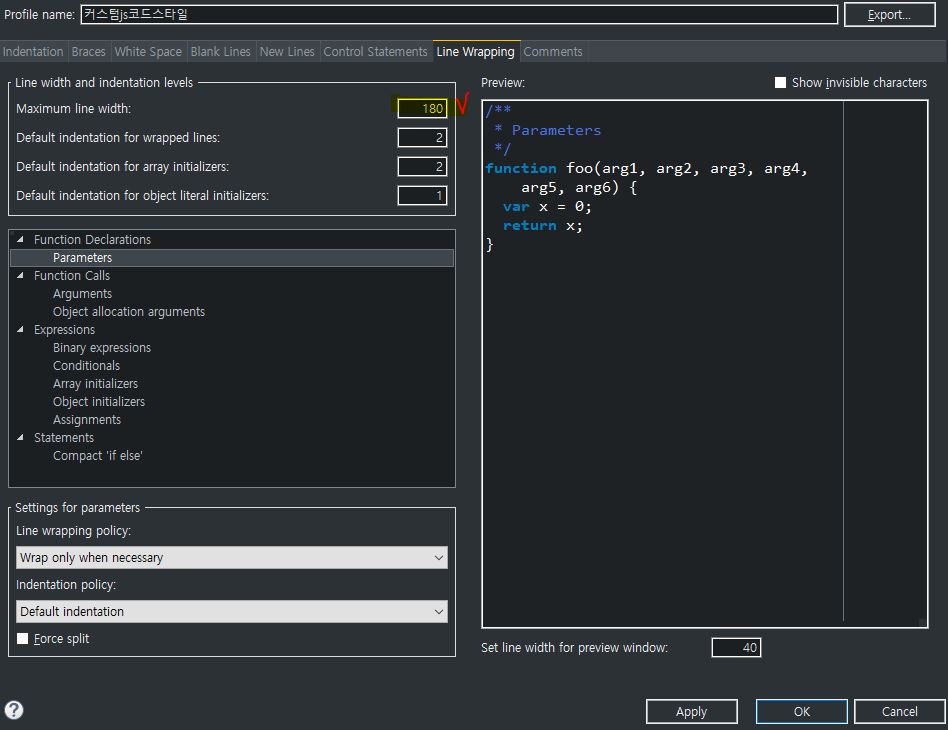 Profile name: 커스텀js코드스타일 Export...
Indentation Braces White Space Blank Lines New Lines Control Statements Line Wrapping Comments
Line width and indentation levels
Maximum line width: 180
Default indentation for wrapped lines: 2
Default indentation for array initializers: 2
Default indentation for object literal initializers: 1
Function Declarations
Parameters
Function Calls
Arguments
Object allocation arguments
Expressions
Binary expressions
Conditionals
Array initializers
Object initializers
Assignments
Statements
Compact 'if else'
Settings for parameters
Line wrapping policy:
Wrap only when necessary
Indentation policy:
Default indentation
Force split
Preview: Show invisible characters
/**
 * Parameters
 */
function foo(arg1, arg2, arg3, arg4,
    arg5, arg6) {
  var x = 0;
  return x;
}
Set line width for preview window: 40
? Apply OK Cancel